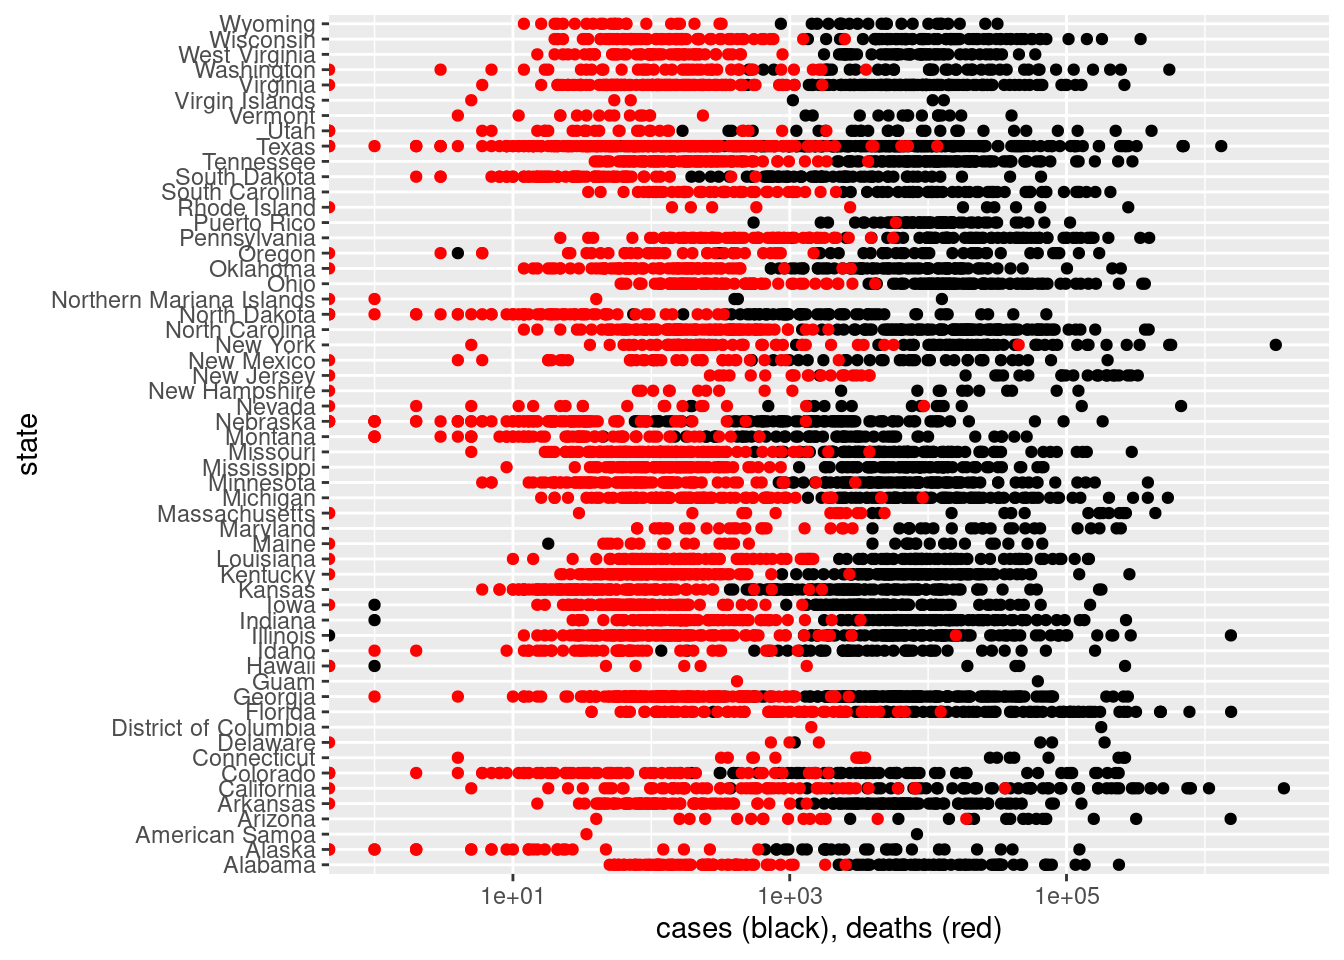 Wyoming
Wisconsin
West Virginia
Washington
Virginia
Virgin Islands
Vermont
Utah
Texas
Tennessee
South Dakota
South Carolina
Rhode Island
Puerto Rico
Pennsylvania
Oregon
Oklahoma
Ohio
Northern Mariana Islands
North Dakota
North Carolina
New York
New Mexico
New Jersey
New Hampshire
Nevada
Nebraska
Montana
Missouri
Mississippi
Minnesota
Michigan
Massachusetts
Maryland
Maine
Louisiana
Kentucky
Kansas
Iowa
Indiana
Illinois
Idaho
Hawaii
Guam
Georgia
Florida
District of Columbia
Delaware
Connecticut
Colorado
California
Arkansas
Arizona
American Samoa
Alaska
Alabama
state
1e+01 1e+03 1e+05
cases (black), deaths (red)